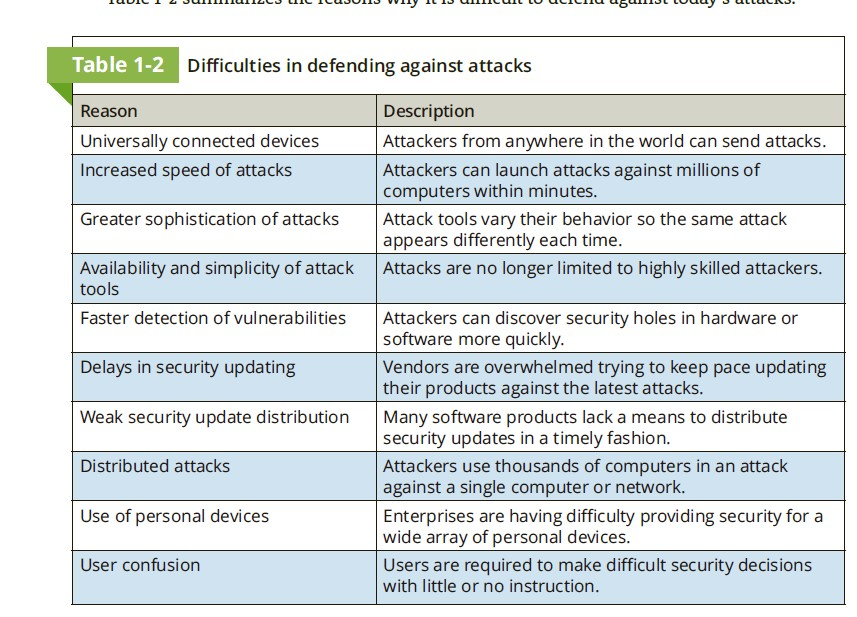 Table 1-2 summarizes the reasons why it is difficult to defend against today's attacks.
Table 1-2 Difficulties in defending against attacks
Reason Description
Universally connected devices Attackers from anywhere in the world can send attacks.
Increased speed of attacks Attackers can launch attacks against millions of
computers within minutes.
Greater sophistication of attacks Attack tools vary their behavior so the same attack
appears differently each time.
Availability and simplicity of attack Attacks are no longer limited to highly skilled attackers.
tools
Faster detection of vulnerabilities Attackers can discover security holes in hardware or
software more quickly.
Delays in security updating Vendors are overwhelmed trying to keep pace updating
their products against the latest attacks.
Weak security update distribution Many software products lack a means to distribute
security updates in a timely fashion.
Distributed attacks Attackers use thousands of computers in an attack
against a single computer or network.
Use of personal devices Enterprises are having difficulty providing security for a
wide array of personal devices.
User confusion Users are required to make difficult security decisions
with little or no instruction.